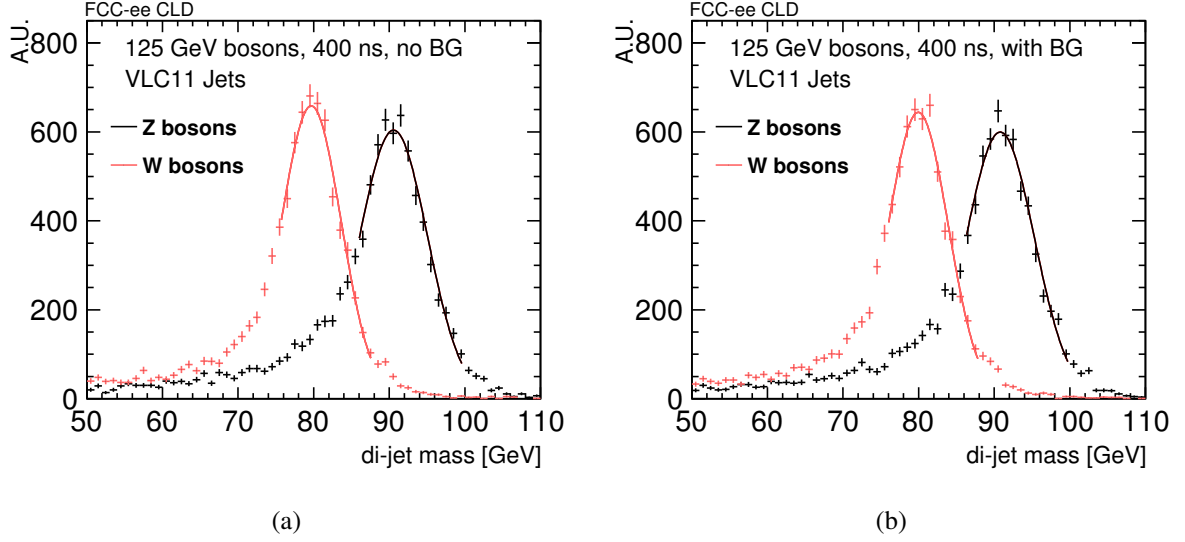 FCC-ee CLD
A.U.
800
600
400
200
0
125 GeV bosons, 400 ns, no BG
VLC11 Jets
Z bosons
W bosons
50 60 70 80 90 100 110
di-jet mass [GeV]
(a)
FCC-ee CLD
A.U.
800
600
400
200
0
125 GeV bosons, 400 ns, with BG
VLC11 Jets
Z bosons
W bosons
50 60 70 80 90 100 110
di-jet mass [GeV]
(b)